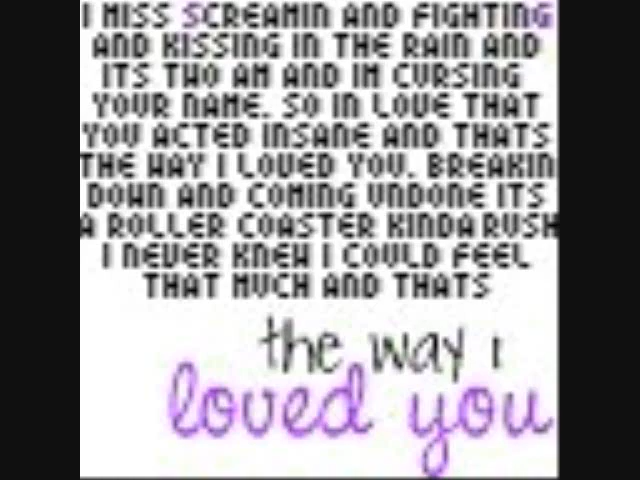 I MISS SCREAMIN AND FIGHTING
AND KISSING IN THE RAIN AND
ITS TWO AM AND IM CURSING
YOUR NAME. SO IN LOVE THAT
YOU ACTED INSANE AND THATS
THE WAY I LOVED YOU. BREAKIN
DOWN AND COMING UNDONE ITS
A ROLLER COASTER KINDA RUSH
I NEVER KNEW I COULD FEEL
THAT MUCH AND THATS
the way i
loved you